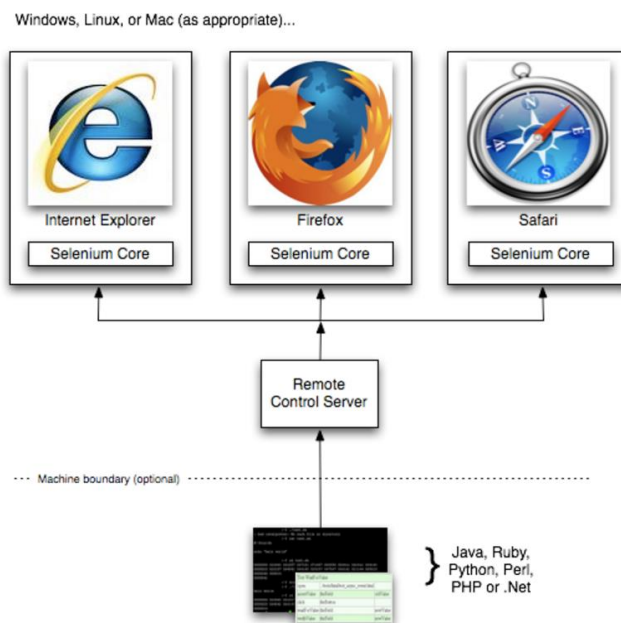 Windows, Linux, or Mac (as appropriate)...
Internet Explorer
Firefox
Safari
Selenium Core
Selenium Core
Selenium Core
Remote
Control Server
Machine boundary (optional)
Java, Ruby,
Python, Perl,
PHP or .Net